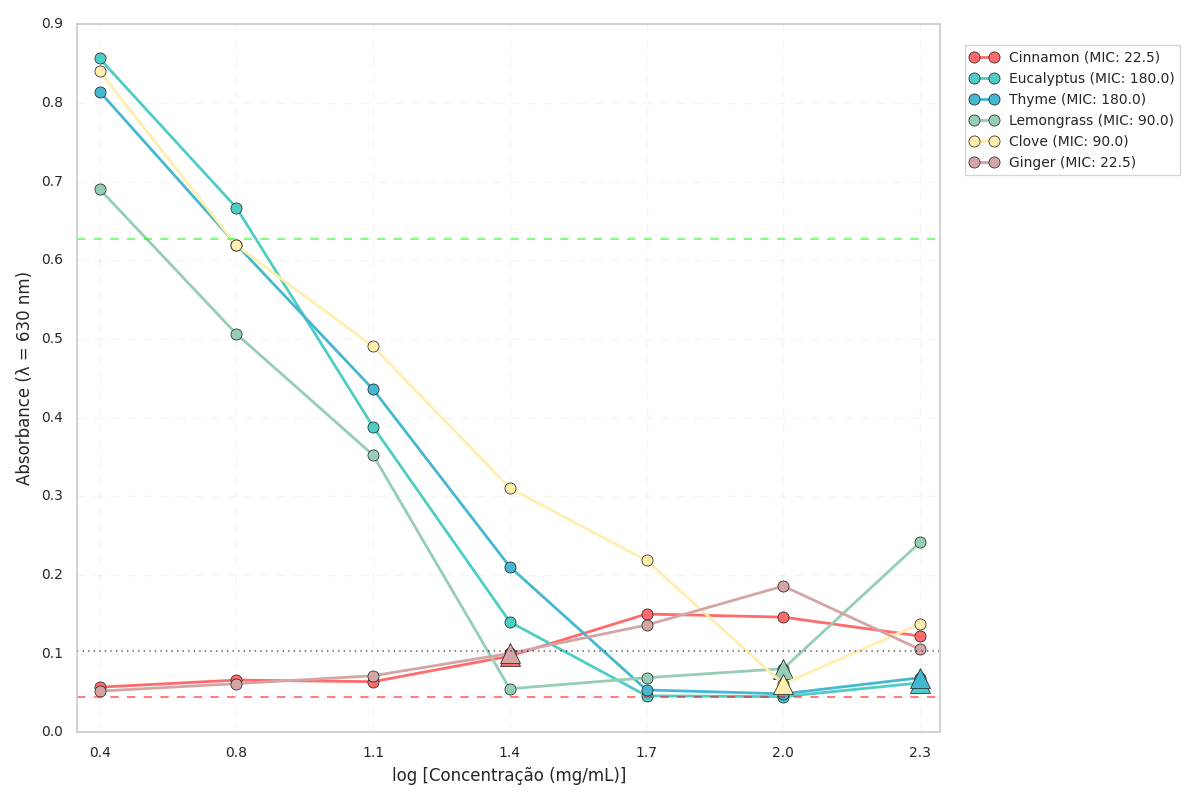 0.9
0.8
0.7
0.6
0.5
0.4
0.3
0.2
0.1
0.0
Absorbance (λ = 630 nm)
0.4 0.8 1.1 1.4 1.7 2.0 2.3
log [Concentração (mg/mL)]
Cinnamon (MIC: 22.5)
Eucalyptus (MIC: 180.0)
Thyme (MIC: 180.0)
Lemongrass (MIC: 90.0)
Clove (MIC: 90.0)
Ginger (MIC: 22.5)